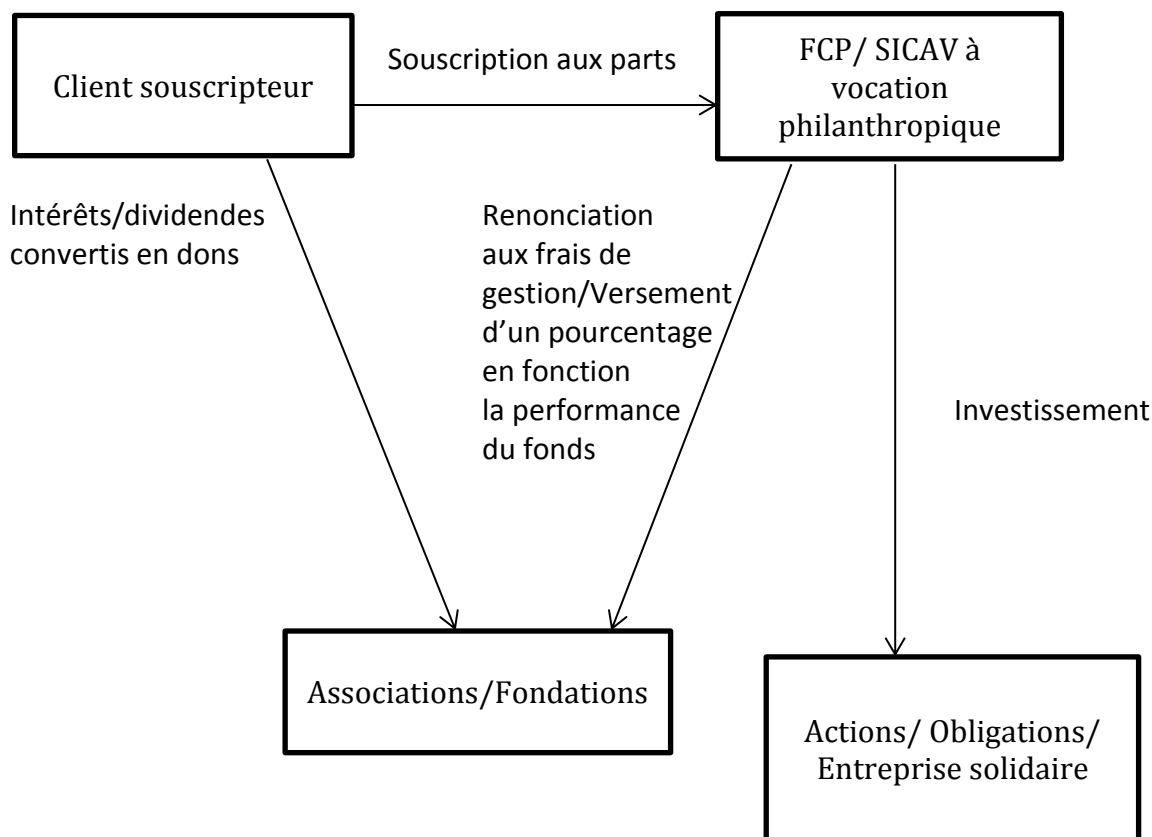 Client souscripteur
Souscription aux parts
FCP/ SICAV à
vocation
philanthropique
Intérêts/dividendes
convertis en dons
Renonciation
aux frais de
gestion/Versement
d’un pourcentage
en fonction
la performance
du fonds
Investissement
Associations/Fondations
Actions/ Obligations/
Entreprise solidaire